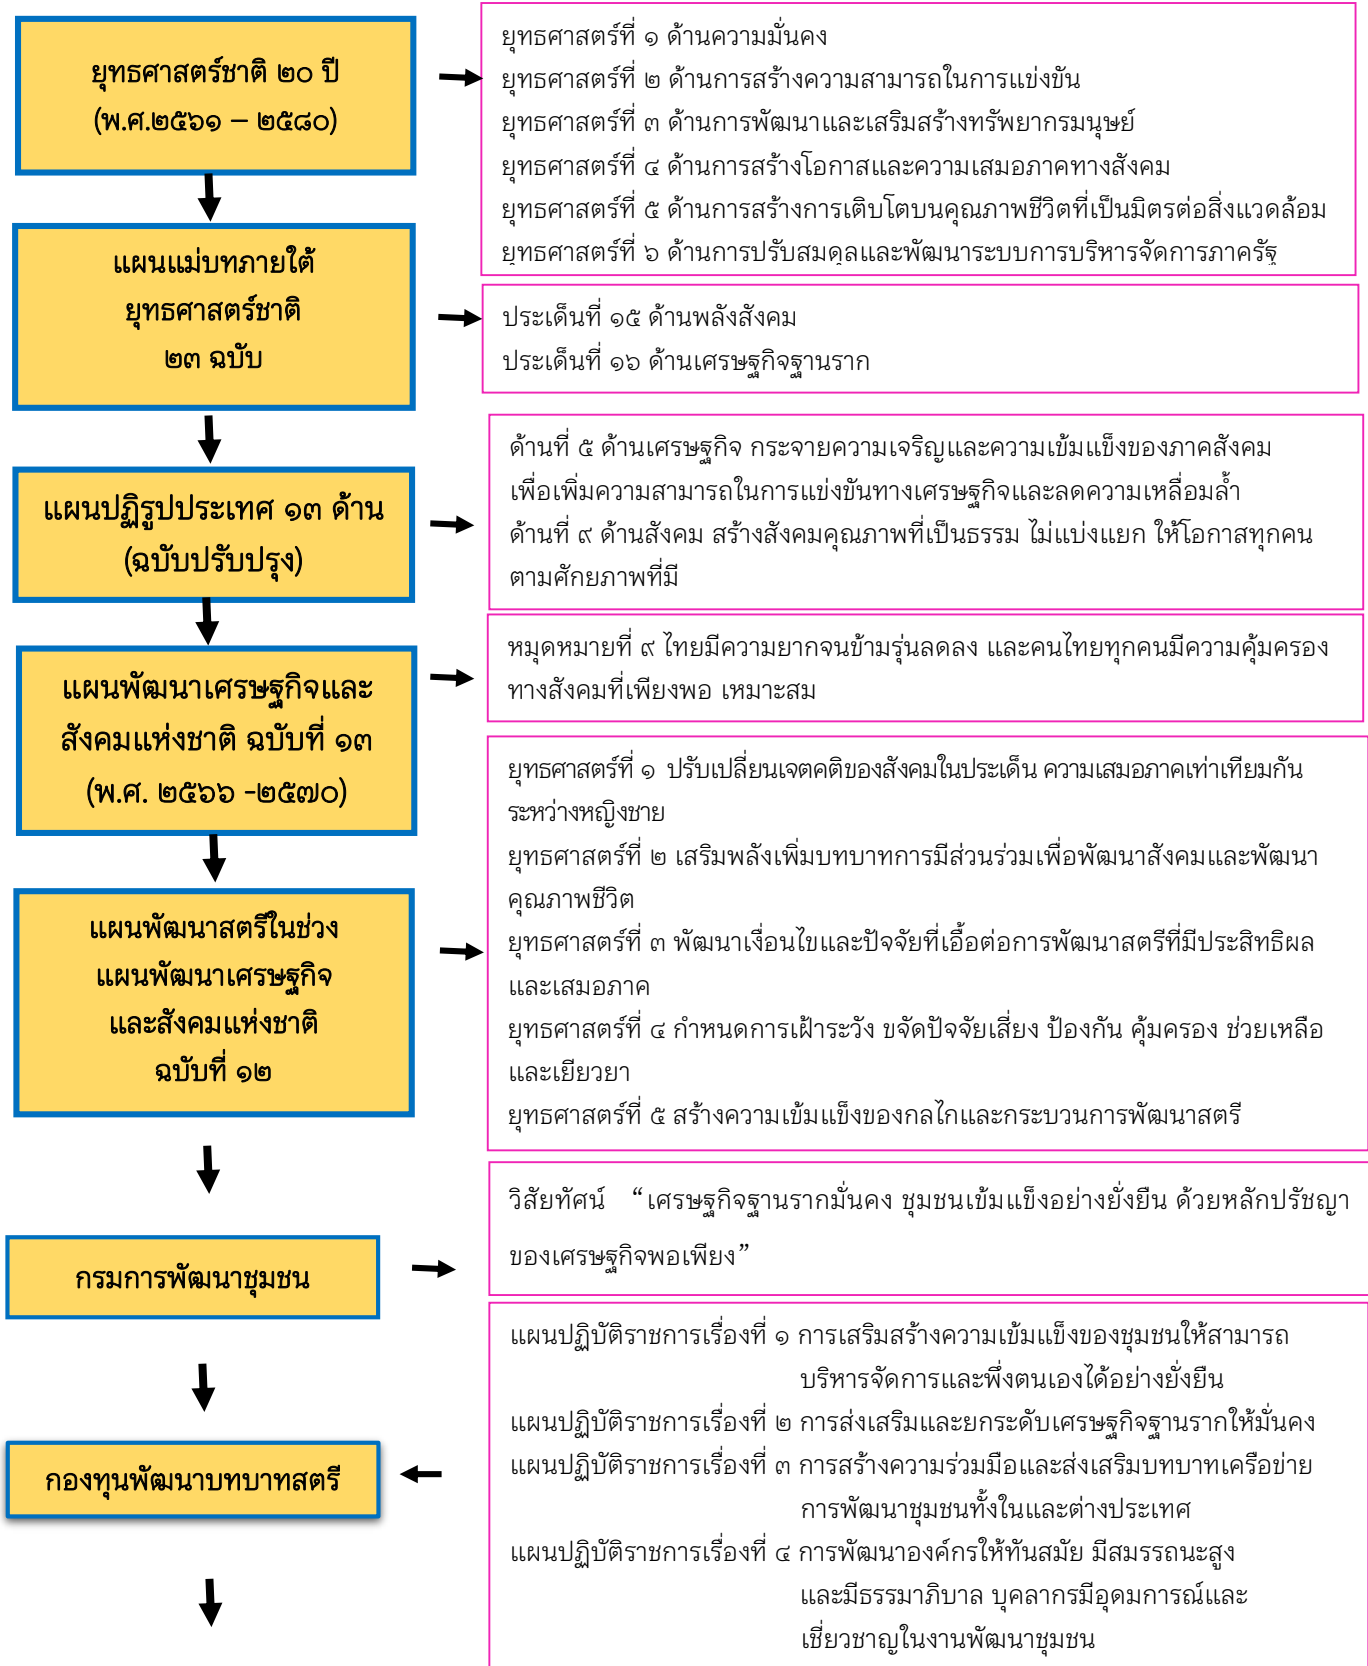 ยุทธศาสตร์ชาติ ๒๐ ปี
(พ.ศ.๒๕๖๑ – ๒๕๘๐)
ยุทธศาสตร์ที่ ๑ ด้านความมั่นคง
ยุทธศาสตร์ที่ ๒ ด้านการสร้างความสามารถในการแข่งขัน
ยุทธศาสตร์ที่ ๓ ด้านการพัฒนาและเสริมสร้างทรัพยากรมนุษย์
ยุทธศาสตร์ที่ ๔ ด้านการสร้างโอกาสและความเสมอภาคทางสังคม
ยุทธศาสตร์ที่ ๕ ด้านการสร้างการเติบโตบนคุณภาพชีวิตที่เป็นมิตรต่อสิ่งแวดล้อม
ยุทธศาสตร์ที่ ๖ ด้านการปรับสมดุลและพัฒนาระบบการบริหารจัดการภาครัฐ
แผนแม่บทภายใต้
ยุทธศาสตร์ชาติ
๒๓ ฉบับ
ประเด็นที่ ๑๕ ด้านพลังสังคม
ประเด็นที่ ๑๖ ด้านเศรษฐกิจฐานราก
แผนปฏิรูปประเทศ ๑๓ ด้าน
(ฉบับปรับปรุง)
ด้านที่ ๕ ด้านเศรษฐกิจ กระจายความเจริญและความเข้มแข็งของภาคสังคม
เพื่อเพิ่มความสามารถในการแข่งขันทางเศรษฐกิจและลดความเหลื่อมล้ำ
ด้านที่ ๙ ด้านสังคม สร้างสังคมคุณภาพที่เป็นธรรม ไม่แบ่งแยก ให้โอกาสทุกคน
ตามศักยภาพที่มี
แผนพัฒนาเศรษฐกิจและ
สังคมแห่งชาติ ฉบับที่ ๑๓
(พ.ศ. ๒๕๖๖ -๒๕๗๐)
หมุดหมายที่ ๙ ไทยมีความยากจนข้ามรุ่นลดลง และคนไทยทุกคนมีความคุ้มครอง
ทางสังคมที่เพียงพอ เหมาะสม
แผนพัฒนาสตรีในช่วง
แผนพัฒนาเศรษฐกิจ
และสังคมแห่งชาติ
ฉบับที่ ๑๒
ยุทธศาสตร์ที่ ๑ ปรับเปลี่ยนเจตคติของสังคมในประเด็น ความเสมอภาคเท่าเทียมกัน
ระหว่างหญิงชาย
ยุทธศาสตร์ที่ ๒ เสริมพลังเพิ่มบทบาทการมีส่วนร่วมเพื่อพัฒนาสังคมและพัฒนา
คุณภาพชีวิต
ยุทธศาสตร์ที่ ๓ พัฒนาเงื่อนไขและปัจจัยที่เอื้อต่อการพัฒนาสตรีที่มีประสิทธิผล
และเสมอภาค
ยุทธศาสตร์ที่ ๔ กำหนดการเฝ้าระวัง ขจัดปัจจัยเสี่ยง ป้องกัน คุ้มครอง ช่วยเหลือ
และเยียวยา
ยุทธศาสตร์ที่ ๕ สร้างความเข้มแข็งของกลไกและกระบวนการพัฒนาสตรี
กรมการพัฒนาชุมชน
วิสัยทัศน์ “เศรษฐกิจฐานรากมั่นคง ชุมชนเข้มแข็งอย่างยั่งยืน ด้วยหลักปรัชญา
ของเศรษฐกิจพอเพียง”
กองทุนพัฒนาบทบาทสตรี
แผนปฏิบัติราชการเรื่องที่ ๑ การเสริมสร้างความเข้มแข็งของชุมชนให้สามารถ
บริหารจัดการและพึ่งตนเองได้อย่างยั่งยืน
แผนปฏิบัติราชการเรื่องที่ ๒ การส่งเสริมและยกระดับเศรษฐกิจฐานรากให้มั่นคง
แผนปฏิบัติราชการเรื่องที่ ๓ การสร้างความร่วมมือและส่งเสริมบทบาทเครือข่าย
การพัฒนาชุมชนทั้งในและต่างประเทศ
แผนปฏิบัติราชการเรื่องที่ ๔ การพัฒนาองค์กรให้ทันสมัย มีสมรรถนะสูง
และมีธรรมาภิบาล บุคลากรมีอุดมการณ์และ
เชี่ยวชาญในงานพัฒนาชุมชน